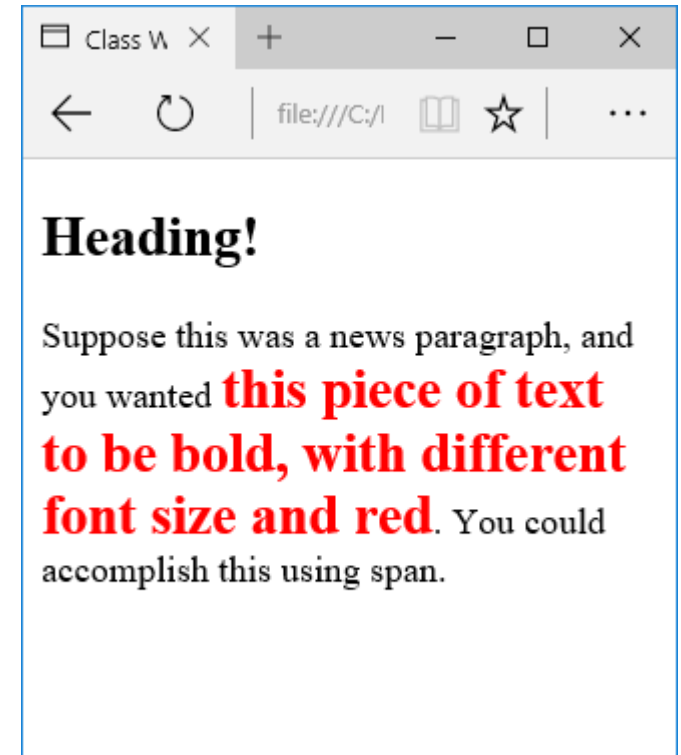 Class W
file:///C:/
Heading!
Suppose this was a news paragraph, and
you wanted this piece of text
to be bold, with different
font size and red. You could
accomplish this using span.